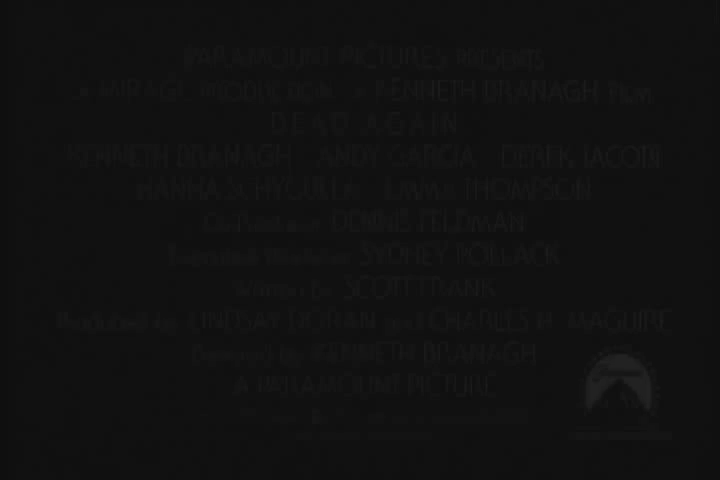 PARAMOUNT PICTURES PRESENTS
A MIRAGE PRODUCTION A KENNETH BRANAGH FILM
DEAD AGAIN
KENNETH BRANAGH ANDY GARCIA DEREK JACOBI
HANNA SCHYGULLA EMMA THOMPSON
Co-Producer DENNIS FELDMAN
Executive Producer SYDNEY POLLACK
Written by SCOTT FRANK
Produced by LINDSAY DORAN and CHARLES H. MAGUIRE
Directed by KENNETH BRANAGH
A PARAMOUNT PICTURE
Paramount